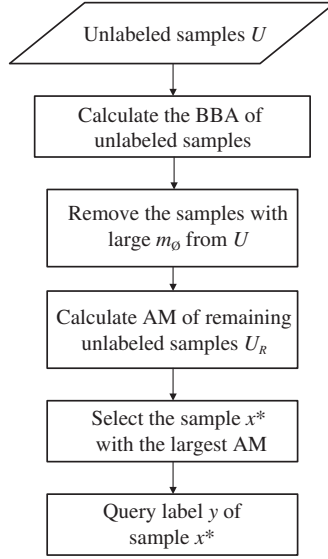 Unlabeled samples U
Calculate the BBA of
unlabeled samples
Remove the samples with
large mø from U
Calculate AM of remaining
unlabeled samples UR
Select the sample x*
with the largest AM
Query label y of
sample x*